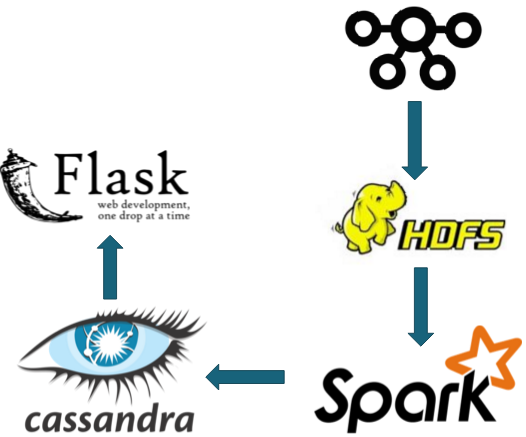 Flask
web development,
one drop at a time
HDFS
cassandra
Spark